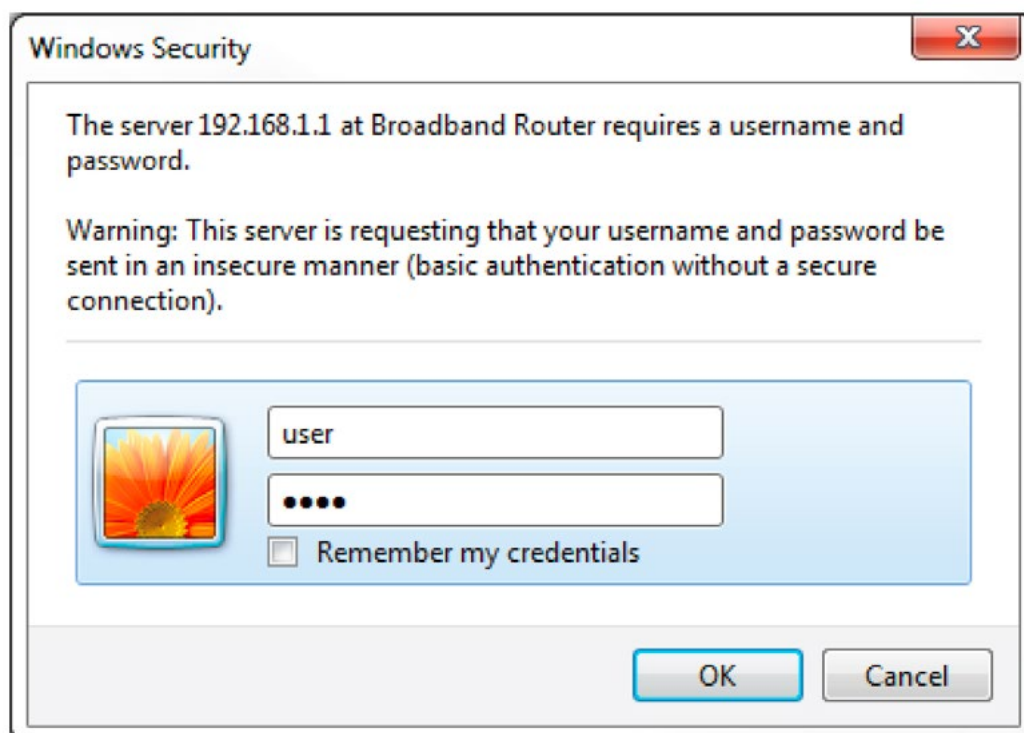 Windows Security
The server 192.168.1.1 at Broadband Router requires a username and
password.
Warning: This server is requesting that your username and password be
sent in an insecure manner (basic authentication without a secure
connection).
user
●●●●
Remember my credentials
OK
Cancel